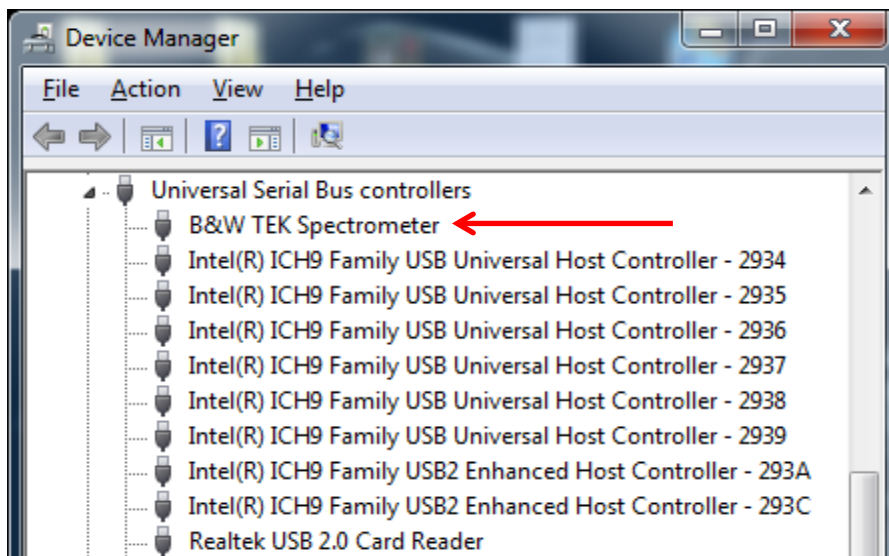 Device Manager
File Action View Help
Universal Serial Bus controllers
B&W TEK Spectrometer
Intel(R) ICH9 Family USB Universal Host Controller - 2934
Intel(R) ICH9 Family USB Universal Host Controller - 2935
Intel(R) ICH9 Family USB Universal Host Controller - 2936
Intel(R) ICH9 Family USB Universal Host Controller - 2937
Intel(R) ICH9 Family USB Universal Host Controller - 2938
Intel(R) ICH9 Family USB Universal Host Controller - 2939
Intel(R) ICH9 Family USB2 Enhanced Host Controller - 293A
Intel(R) ICH9 Family USB2 Enhanced Host Controller - 293C
Realtek USB 2.0 Card Reader